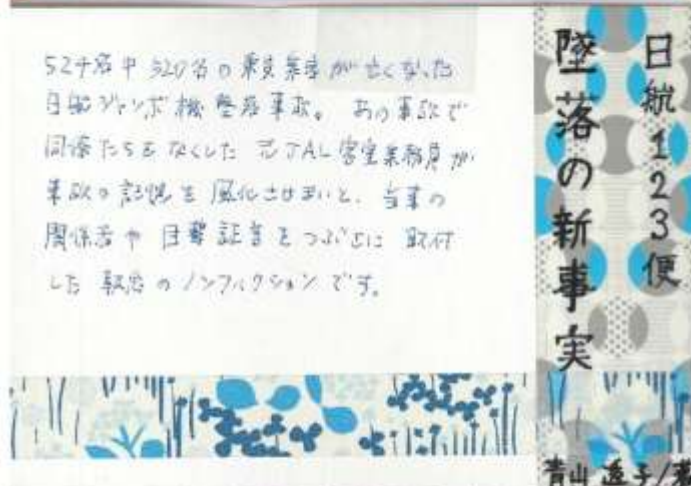 日航123便
墜落の新事実
青山透子/著
524名中520名の乗員乗客が亡くなった
日航ジャンボ機墜落事故。あの事故で
同僚たちを亡くした元JAL客室乗務員が
事故の記憶を風化させまいと、当事の
関係者や目撃証言をつぶさに取材
した執念のノンフィクションです。